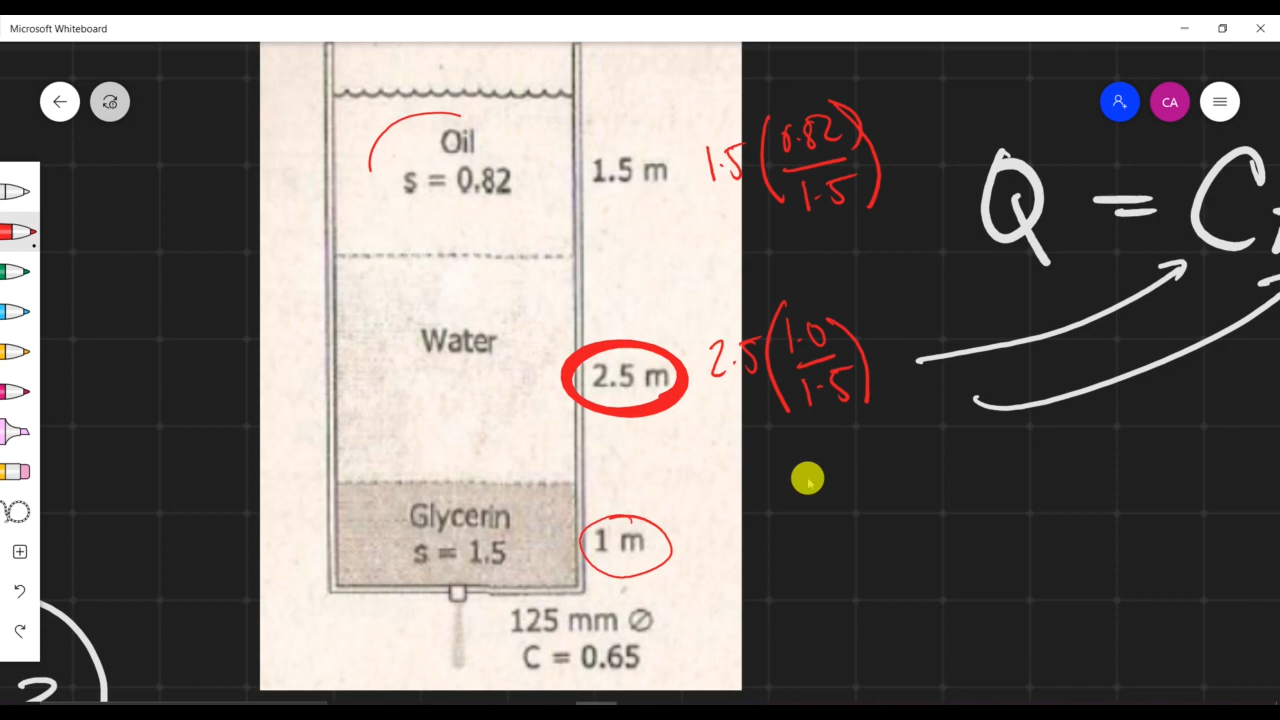 Microsoft Whiteboard
CA
Oil
s = 0.82
1.5 m
1.5 (0.82/1.5)
Q = C
Water
2.5 m
2.5 (1.0/1.5)
Glycerin
s = 1.5
1 m
125 mm ∅
C = 0.65